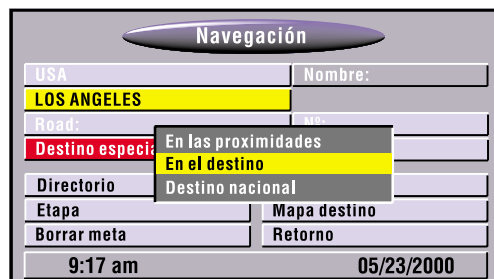 Navegación
USA
Nombre:
LOS ANGELES
Road:
Nº:
Destino especia
En las proximidades
En el destino
Destino nacional
Directorio
Etapa
Mapa destino
Borrar meta
Retorno
9:17 am
05/23/2000